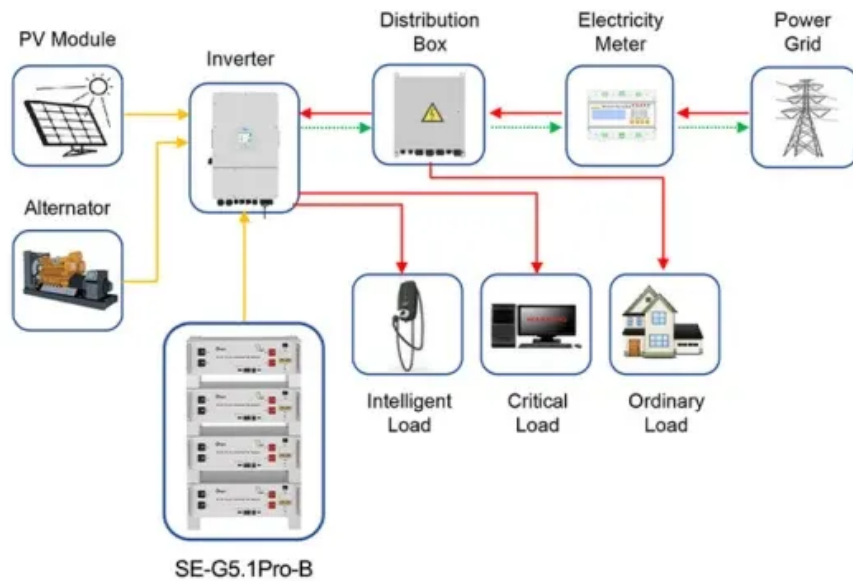 PV Module
Inverter
Distribution
Box
Electricity
Meter
Power
Grid
Alternator
Intelligent
Load
Critical
Load
Ordinary
Load
SE-G5.1Pro-B